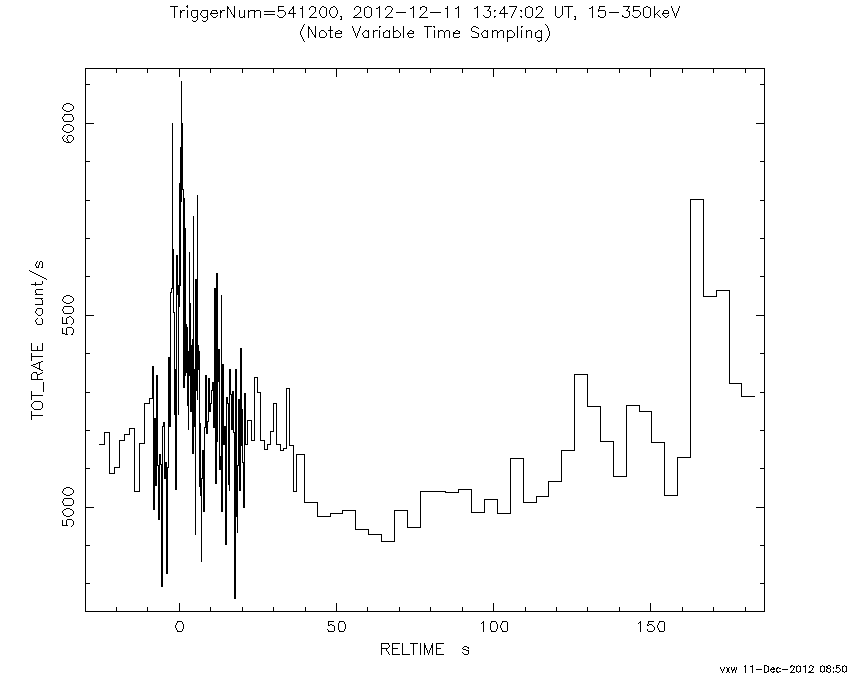 TriggerNum=541200, 2012-12-11 13:47:02 UT, 15-350keV
(Note Variable Time Sampling)
6000
5500
5000
TOT_RATE count/s
0 50 100 150
RELTIME s
vxw 11-Dec-2012 08:50